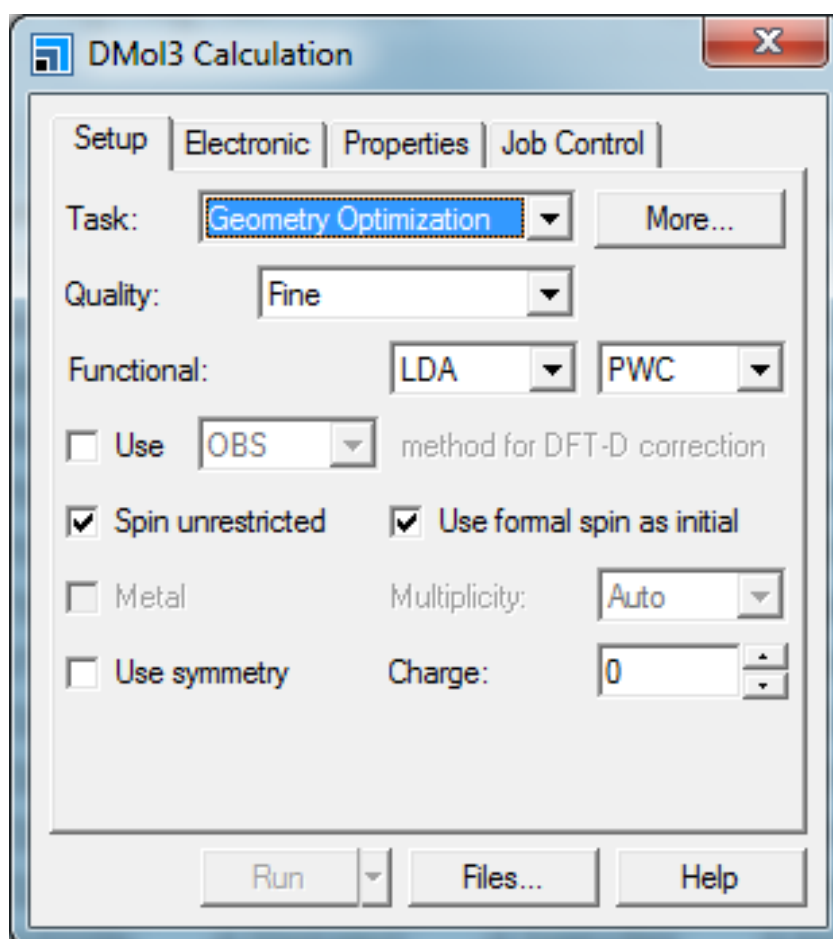 DMol3 Calculation
Setup Electronic Properties Job Control
Task: Geometry Optimization More...
Quality: Fine
Functional: LDA PWC
Use OBS method for DFT-D correction
Spin unrestricted Use formal spin as initial
Metal Multiplicity: Auto
Use symmetry Charge: 0
Run Files... Help